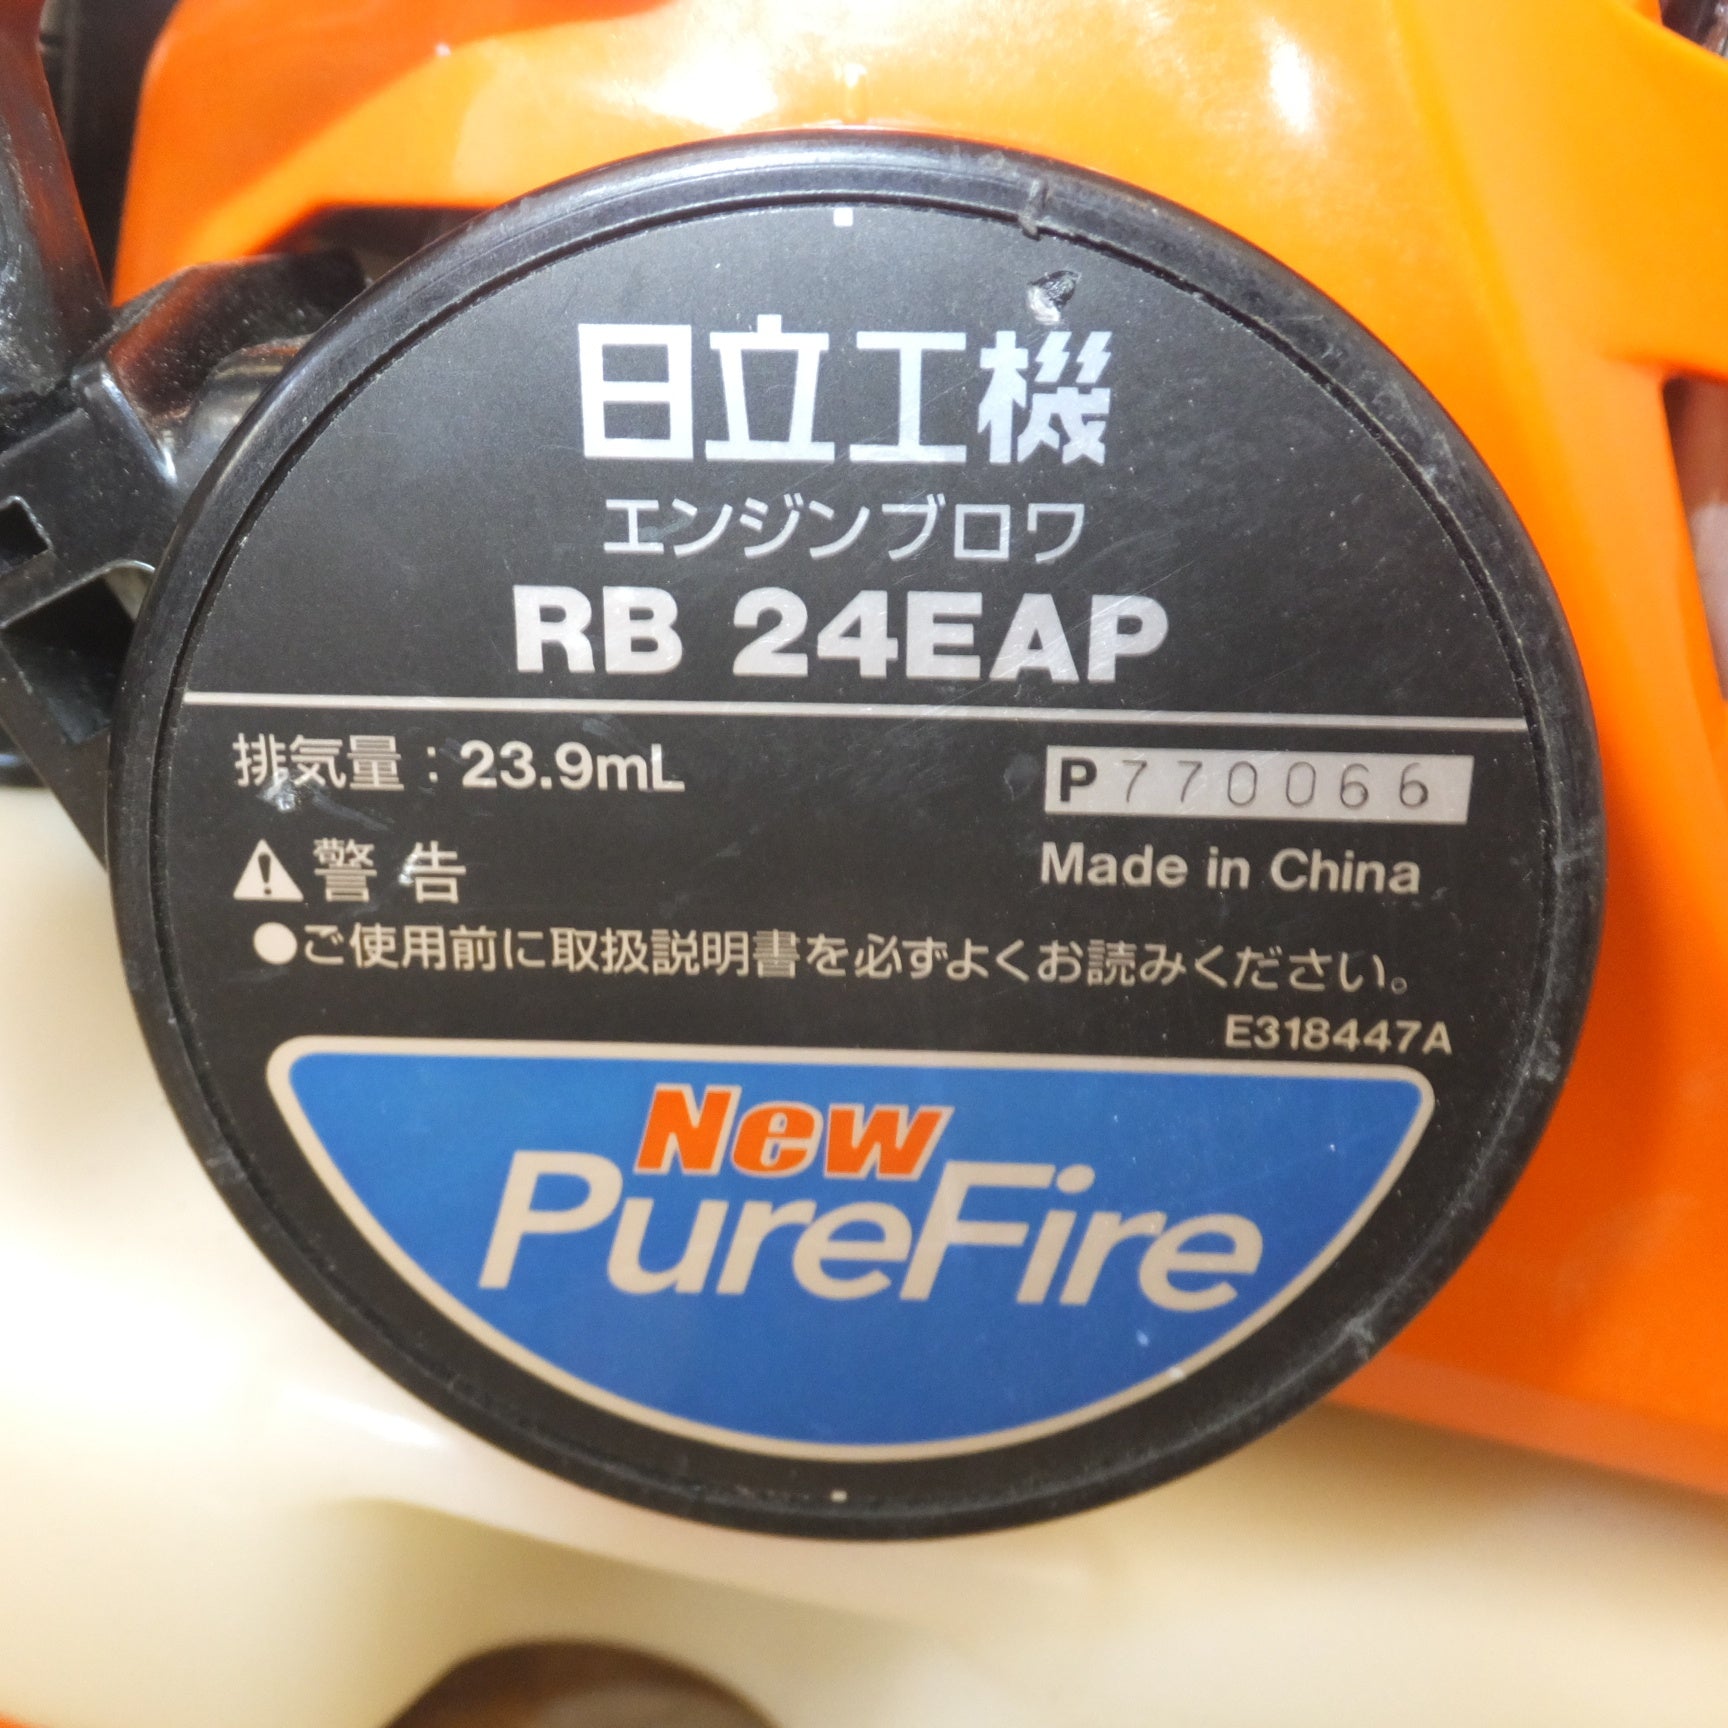 日立工機
エンジンブロワ
RB 24EAP
排気量：23.9mL
P770066
⚠警 告
Made in China
●ご使用前に取扱説明書を必ずよくお読みください。
E318447A
New
PureFire